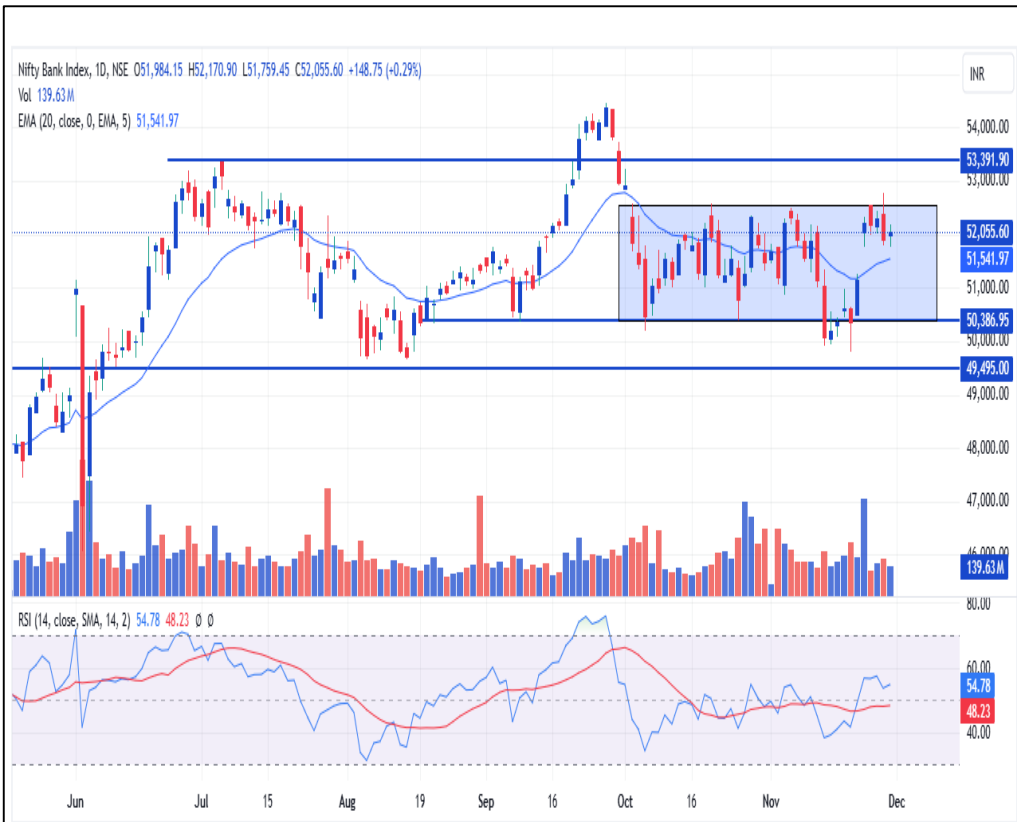 Nifty Bank Index, 1D, NSE O51,984.15 H52,170.90 L51,759.45 C52,055.60 +148.75 (+0.29%)
INR
Vol 139.63M
EMA (20, close, 0, EMA, 5) 51,541.97
54,000.00
53,391.90
53,000.00
52,055.60
51,541.97
51,000.00
50,386.95
50,000.00
49,495.00
49,000.00
48,000.00
47,000.00
46,000.00
139.63M
80.00
RSI (14, close, SMA, 14, 2) 54.78 48.23 Ø Ø
60.00
54.78
48.23
40.00
Jun Jul 15 Aug 19 Sep 16 Oct 16 Nov Dec